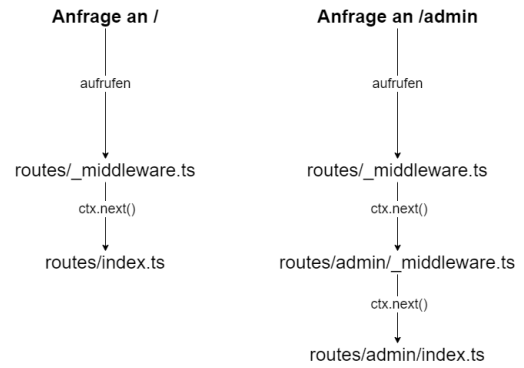 Anfrage an /
aufrufen
routes/_middleware.ts
ctx.next()
routes/index.ts
Anfrage an /admin
aufrufen
routes/_middleware.ts
ctx.next()
routes/admin/_middleware.ts
ctx.next()
routes/admin/index.ts